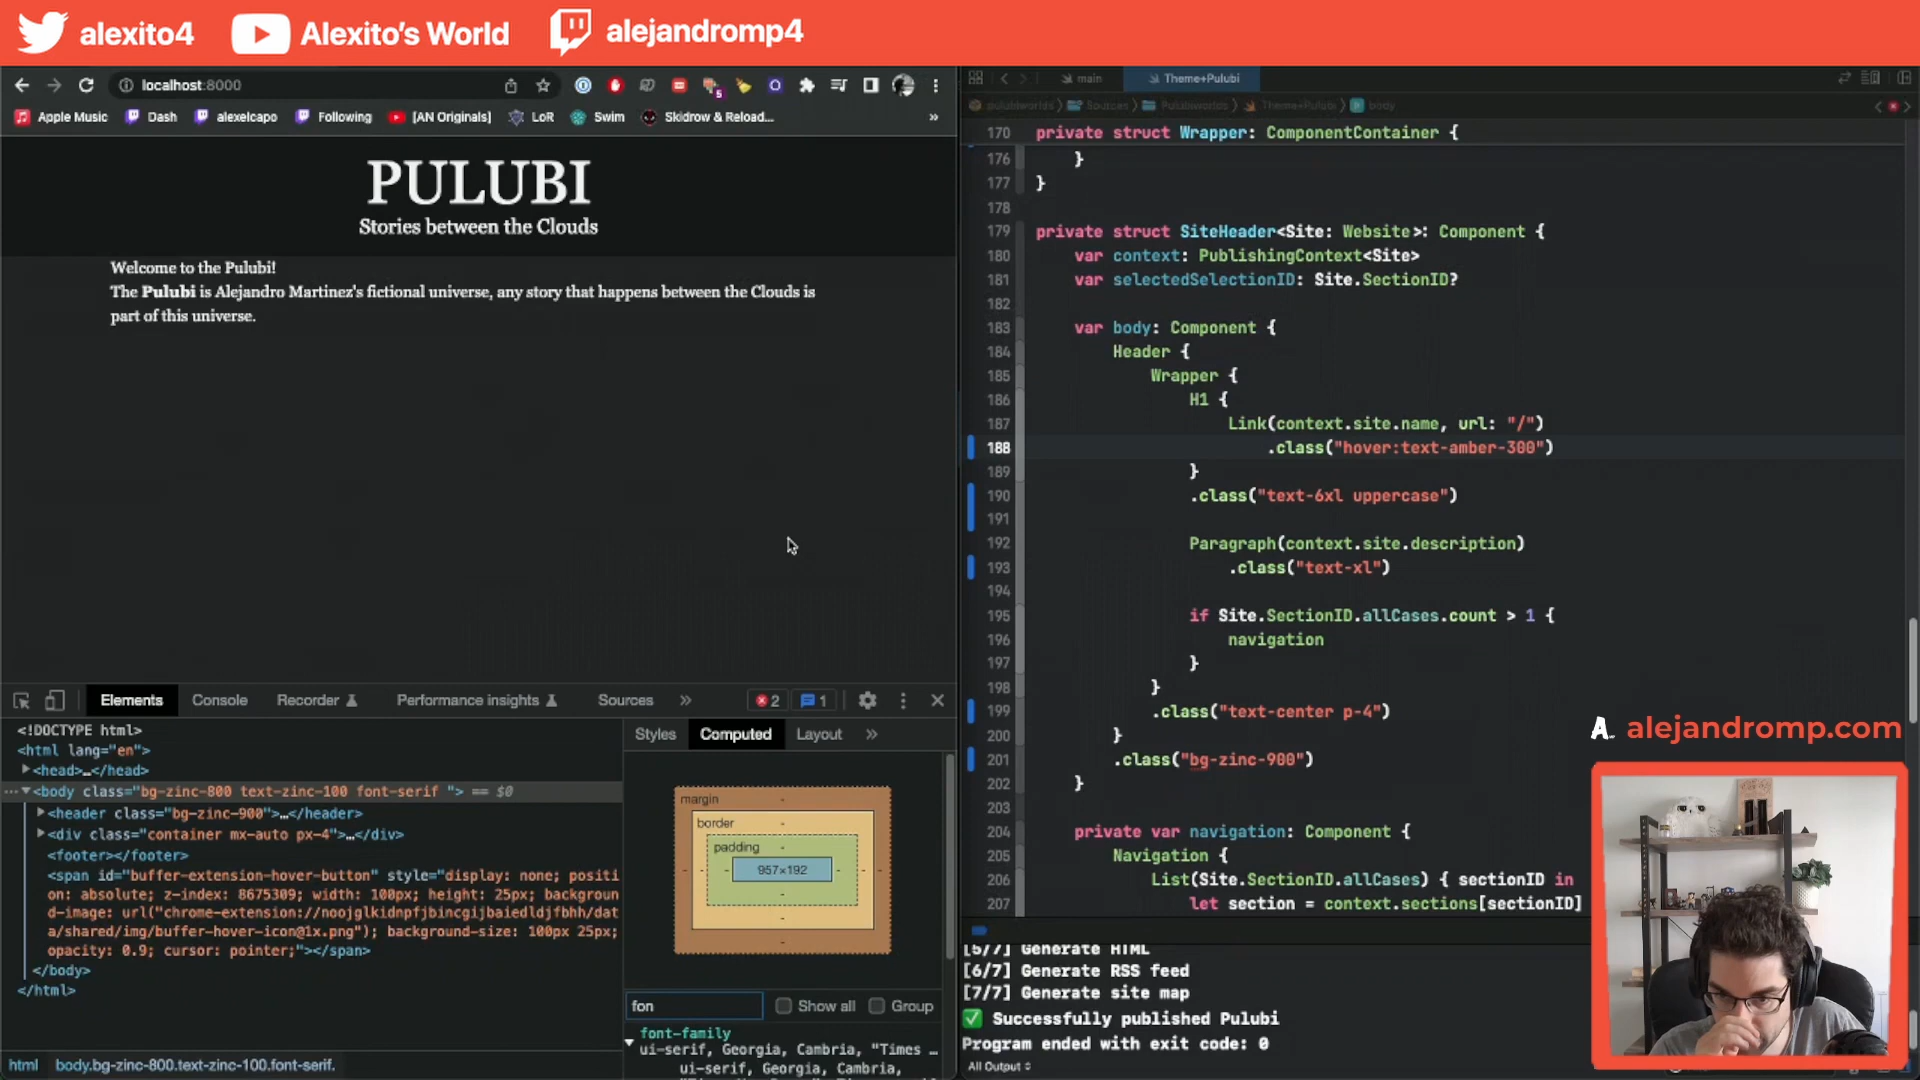 alexito4 Alexito's World alejandromp4
localhost:8000
Apple Music Dash alexelcapo Following [AN Originals] LoR Swim Skidrow & Reload... »
PULUBI
Stories between the Clouds
Welcome to the Pulubi!
The Pulubi is Alejandro Martinez's fictional universe, any story that happens between the Clouds is
part of this universe.
Elements Console Recorder Performance insights Sources » 2 1
<!DOCTYPE html>
<html lang="en">
<head>…</head>
<body class="bg-zinc-800 text-zinc-100 font-serif "> == $0
<header class="bg-zinc-900">…</header>
<div class="container mx-auto px-4">…</div>
<footer></footer>
<span id="buffer-extension-hover-button" style="display: none; positi
on: absolute; z-index: 8675309; width: 100px; height: 25px; backgroun
d-image: url("chrome-extension://noojglkidnpfjbincgijbaiedldjfbhh/dat
a/shared/img/buffer-hover-icon@1x.png"); background-size: 100px 25px;
opacity: 0.9; cursor: pointer;"></span>
</body>
</html>
html body.bg-zinc-800.text-zinc-100.font-serif.
Styles Computed Layout »
margin -
border -
padding -
957×192
fon Show all Group
font-family
ui-serif, Georgia, Cambria, "Times …
ui-serif, Georgia, Cambria,
main Theme+Pulubi
pulubiworlds Sources Pulubiworlds Theme+Pulubi body
170 private struct Wrapper: ComponentContainer {
176 }
177 }
178
179 private struct SiteHeader<Site: Website>: Component {
180 var context: PublishingContext<Site>
181 var selectedSelectionID: Site.SectionID?
182
183 var body: Component {
184 Header {
185 Wrapper {
186 H1 {
187 Link(context.site.name, url: "/")
188 .class("hover:text-amber-300")
189 }
190 .class("text-6xl uppercase")
191
192 Paragraph(context.site.description)
193 .class("text-xl")
194
195 if Site.SectionID.allCases.count > 1 {
196 navigation
197 }
198 }
199 .class("text-center p-4")
200 }
201 .class("bg-zinc-900")
202 }
203
204 private var navigation: Component {
205 Navigation {
206 List(Site.SectionID.allCases) { sectionID in
207 let section = context.sections[sectionID]
[5/7] Generate HTML
[6/7] Generate RSS feed
[7/7] Generate site map
✅ Successfully published Pulubi
Program ended with exit code: 0
All Output
A. alejandromp.com